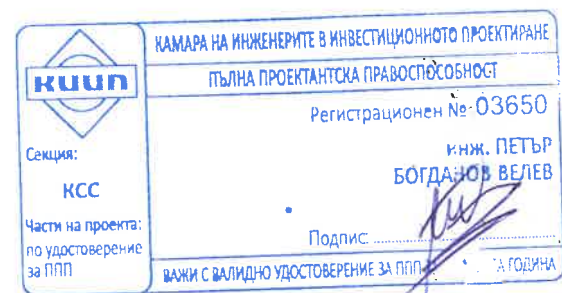 КАМАРА НА ИНЖЕНЕРИТЕ В ИНВЕСТИЦИОННОТО ПРОЕКТИРАНЕ
ПЪЛНА ПРОЕКТАНТСКА ПРАВОСПОСОБНОСТ
КИИП
Регистрационен № 03650
Секция:
КСС
инж. ПЕТЪР
БОГДАНОВ ВЕЛЕВ
Части на проекта:
по удостоверение
за ППП
Подпис:
ВАЖИ С ВАЛИДНО УДОСТОВЕРЕНИЕ ЗА ППП ГОДИНА